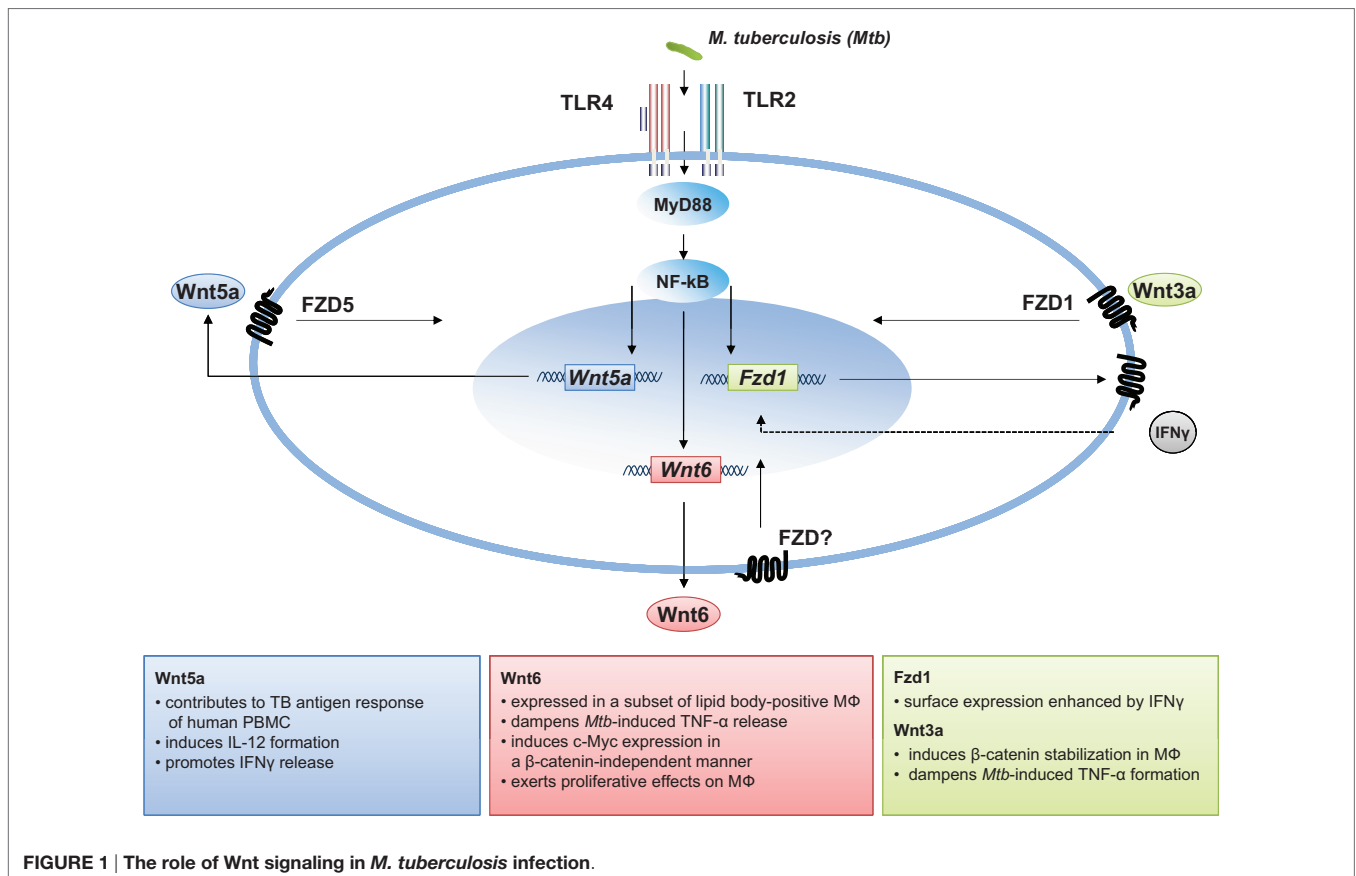 M. tuberculosis (Mtb)
TLR4
TLR2
MyD88
NF-kB
Wnt5a
FZD5
FZD1
Wnt3a
Wnt5a
Fzd1
IFNγ
Wnt6
FZD?
Wnt6
Wnt5a
• contributes to TB antigen response
of human PBMC
• induces IL-12 formation
• promotes IFNγ release
Wnt6
• expressed in a subset of lipid body-positive MΦ
• dampens Mtb-induced TNF-α release
• induces c-Myc expression in
a β-catenin-independent manner
• exerts proliferative effects on MΦ
Fzd1
• surface expression enhanced by IFNγ
Wnt3a
• induces β-catenin stabilization in MΦ
• dampens Mtb-induced TNF-α formation
FIGURE 1 | The role of Wnt signaling in M. tuberculosis infection.